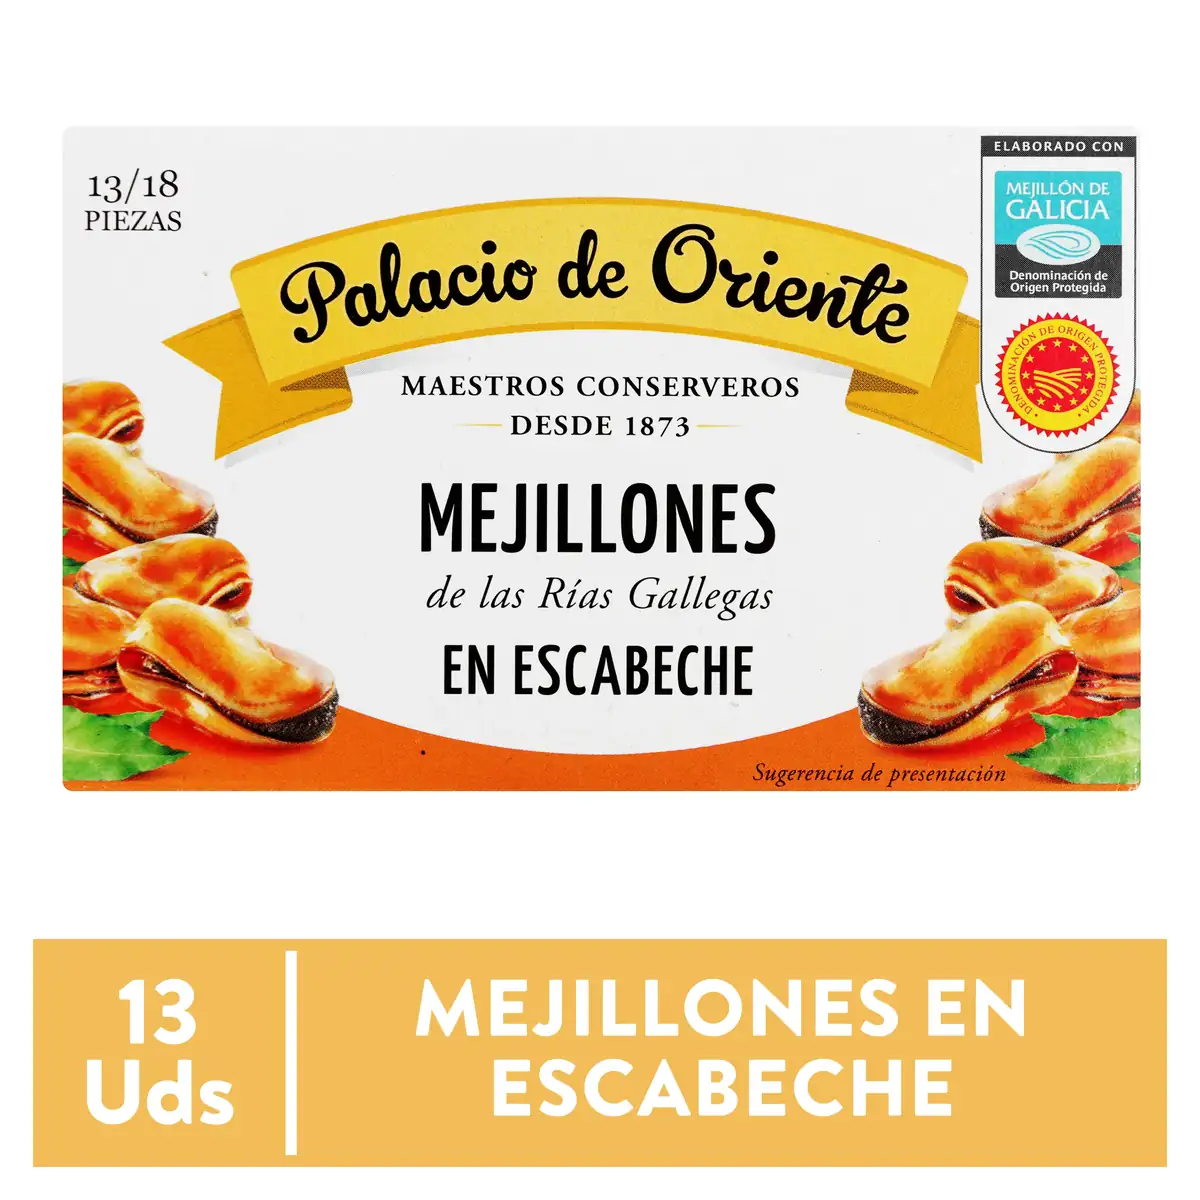 13/18
PIEZAS
Palacio de Oriente
MAESTROS CONSERVEROS
DESDE 1873
MEJILLONES
de las Rías Gallegas
EN ESCABECHE
Sugerencia de presentación
ELABORADO CON
MEJILLÓN DE
GALICIA
Denominación de
Origen Protegida
DENOMINACIÓN DE ORIGEN PROTEGIDA
13
Uds
MEJILLONES EN
ESCABECHE